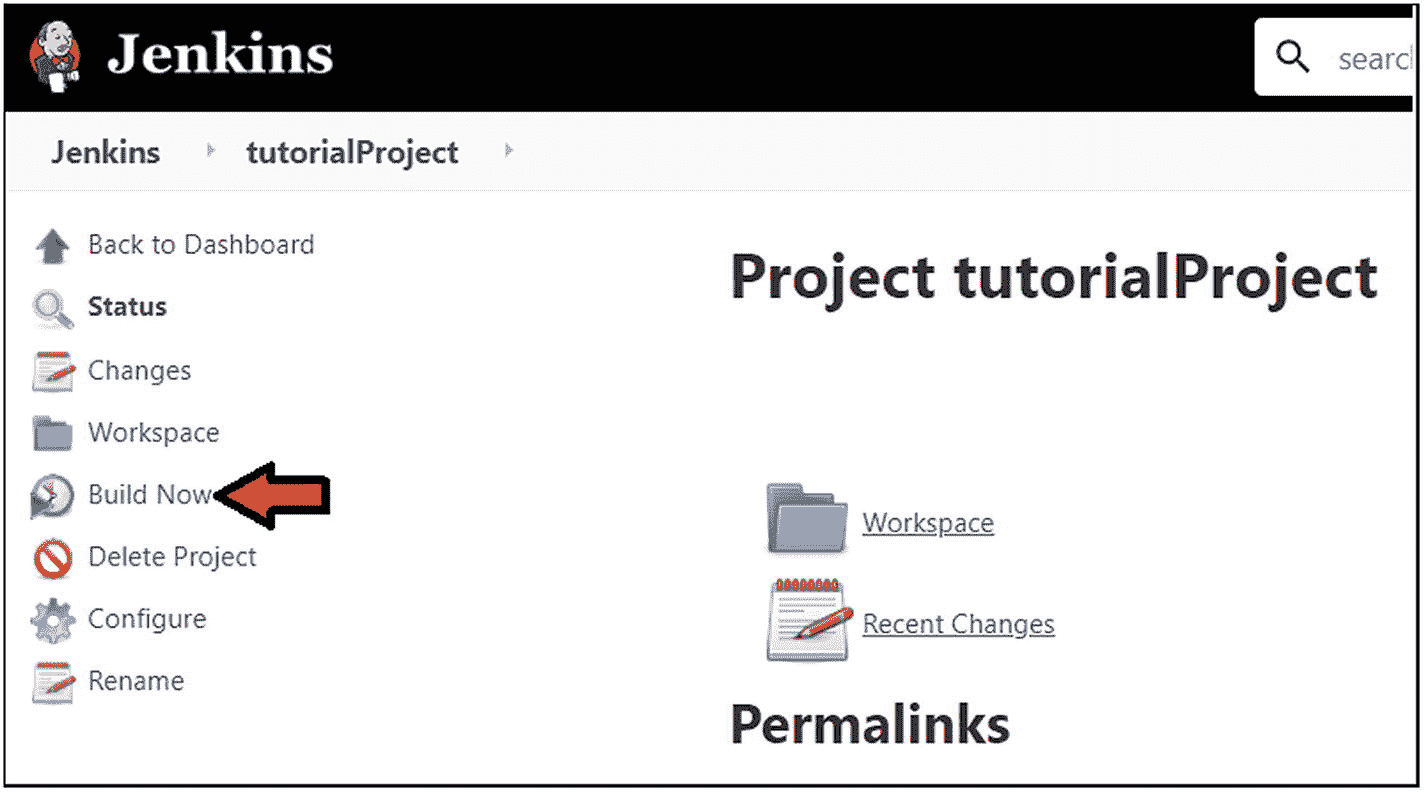 Jenkins
searc
Jenkins
tutorialProject
Back to Dashboard
Status
Changes
Workspace
Build Now
Delete Project
Configure
Rename
Project tutorialProject
Workspace
Recent Changes
Permalinks